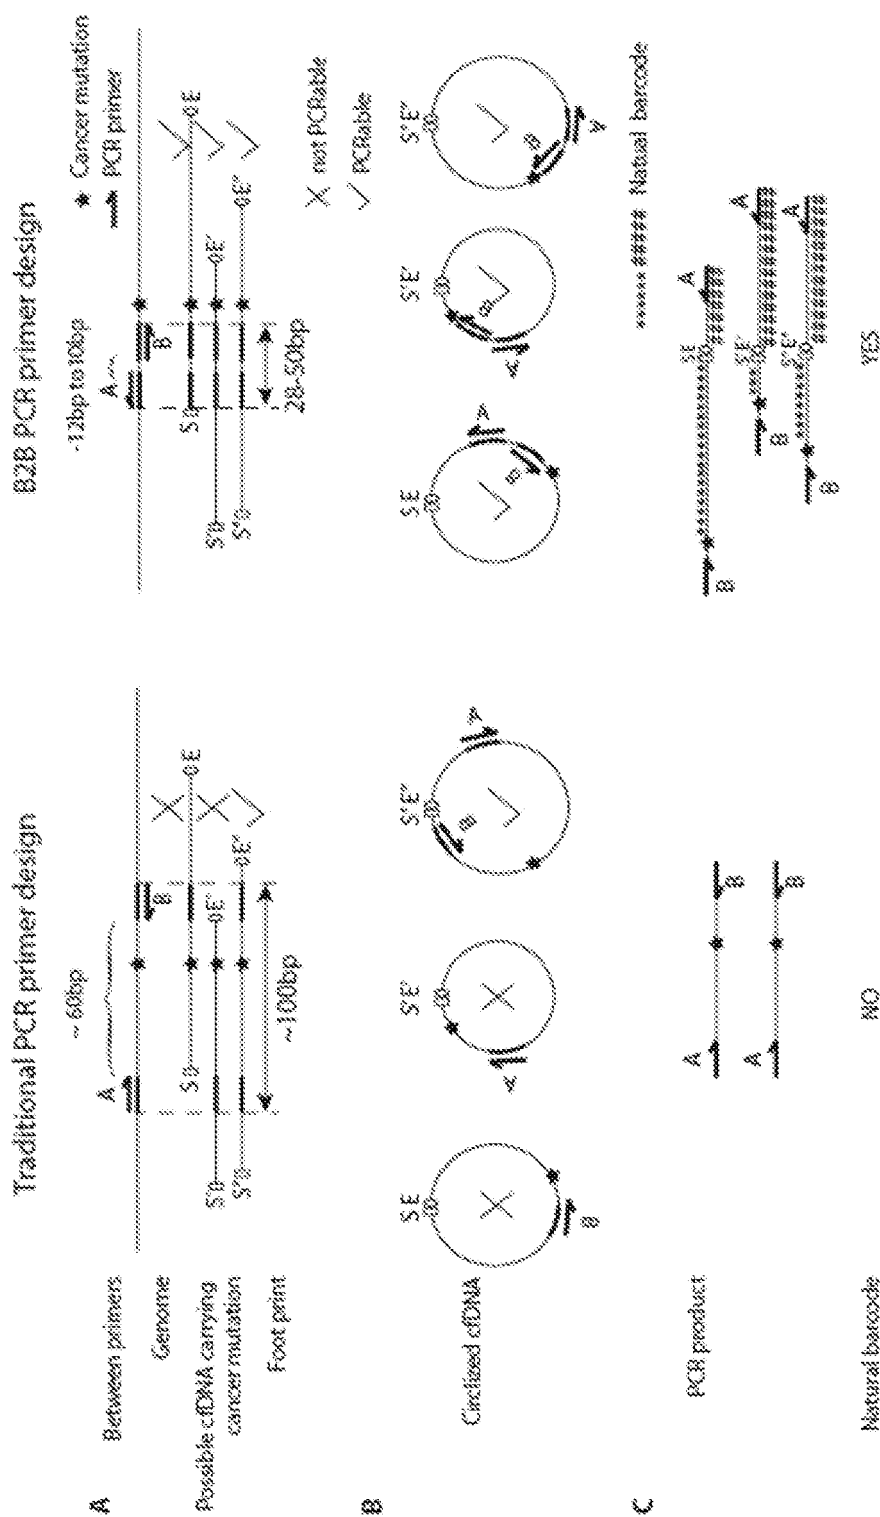 Traditional PCR primer design
B2B PCR primer design
A
Between primers
~ 60bp
-12bp to 10bp
Cancer mutation
PCR primer
A
B
A
B
Genome
Possible cfDNA carrying
cancer mutation
S
E
S'
E'
S"
E"
S
E
S'
E'
S"
E"
Foot print
~100bp
28-50bp
not PCRable
PCRable
B
Circlized cfDNA
S E
S'E'
S"E"
S E
S'E'
S"E"
B
A
B
A
A
B
A
B
B
A
****** ##### Natual barcode
C
PCR product
A
B
A
B
B
SE
A
B
S'E'
A
B
S"E"
A
Natural barcode
NO
YES